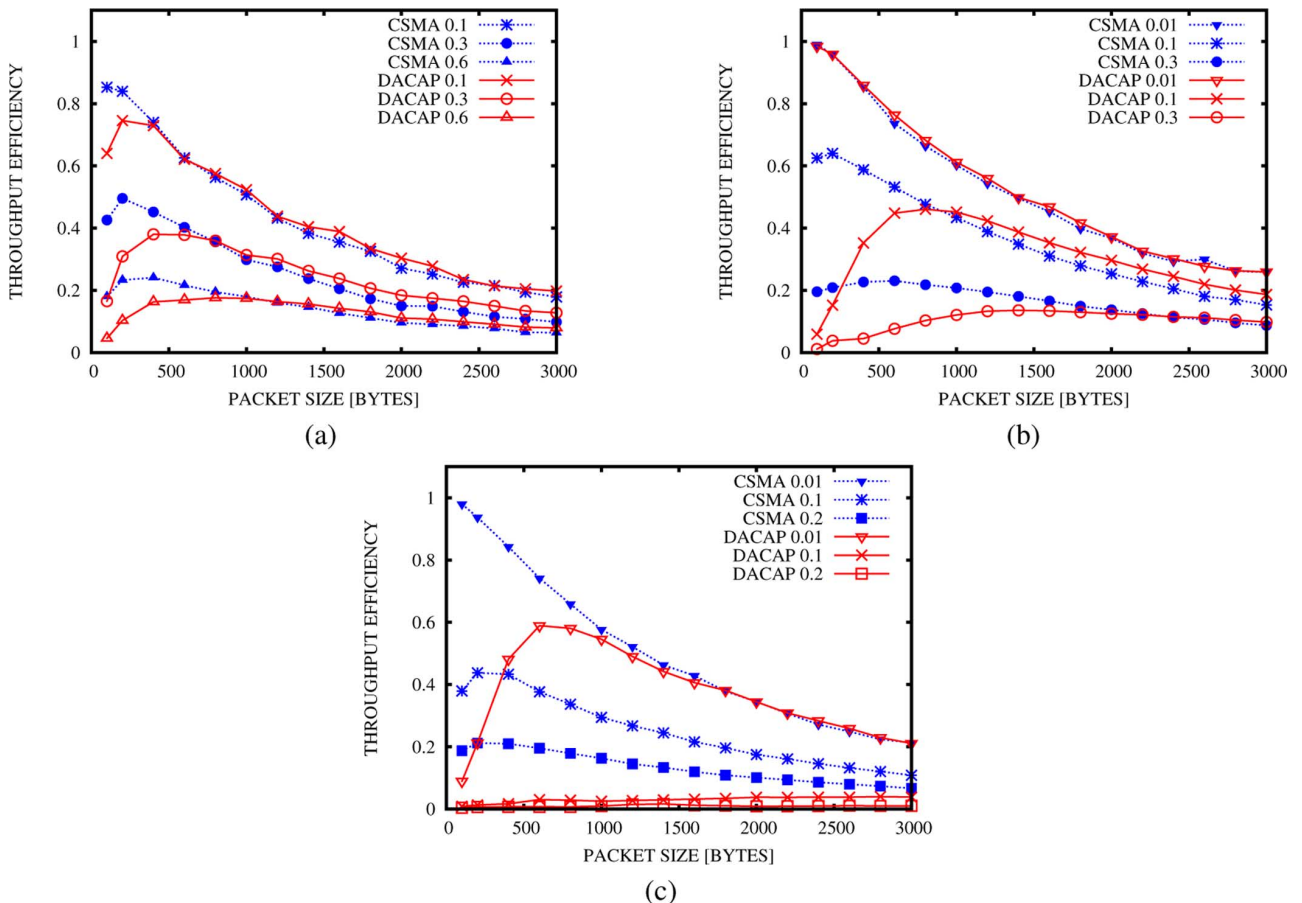 CSMA 0.1
CSMA 0.3
CSMA 0.6
DACAP 0.1
DACAP 0.3
DACAP 0.6
THROUGHPUT EFFICIENCY
1
0.8
0.6
0.4
0.2
0
0 500 1000 1500 2000 2500 3000
PACKET SIZE [BYTES]
(a)
CSMA 0.01
CSMA 0.1
CSMA 0.3
DACAP 0.01
DACAP 0.1
DACAP 0.3
THROUGHPUT EFFICIENCY
1
0.8
0.6
0.4
0.2
0
0 500 1000 1500 2000 2500 3000
PACKET SIZE [BYTES]
(b)
CSMA 0.01
CSMA 0.1
CSMA 0.2
DACAP 0.01
DACAP 0.1
DACAP 0.2
THROUGHPUT EFFICIENCY
1
0.8
0.6
0.4
0.2
0
0 500 1000 1500 2000 2500 3000
PACKET SIZE [BYTES]
(c)